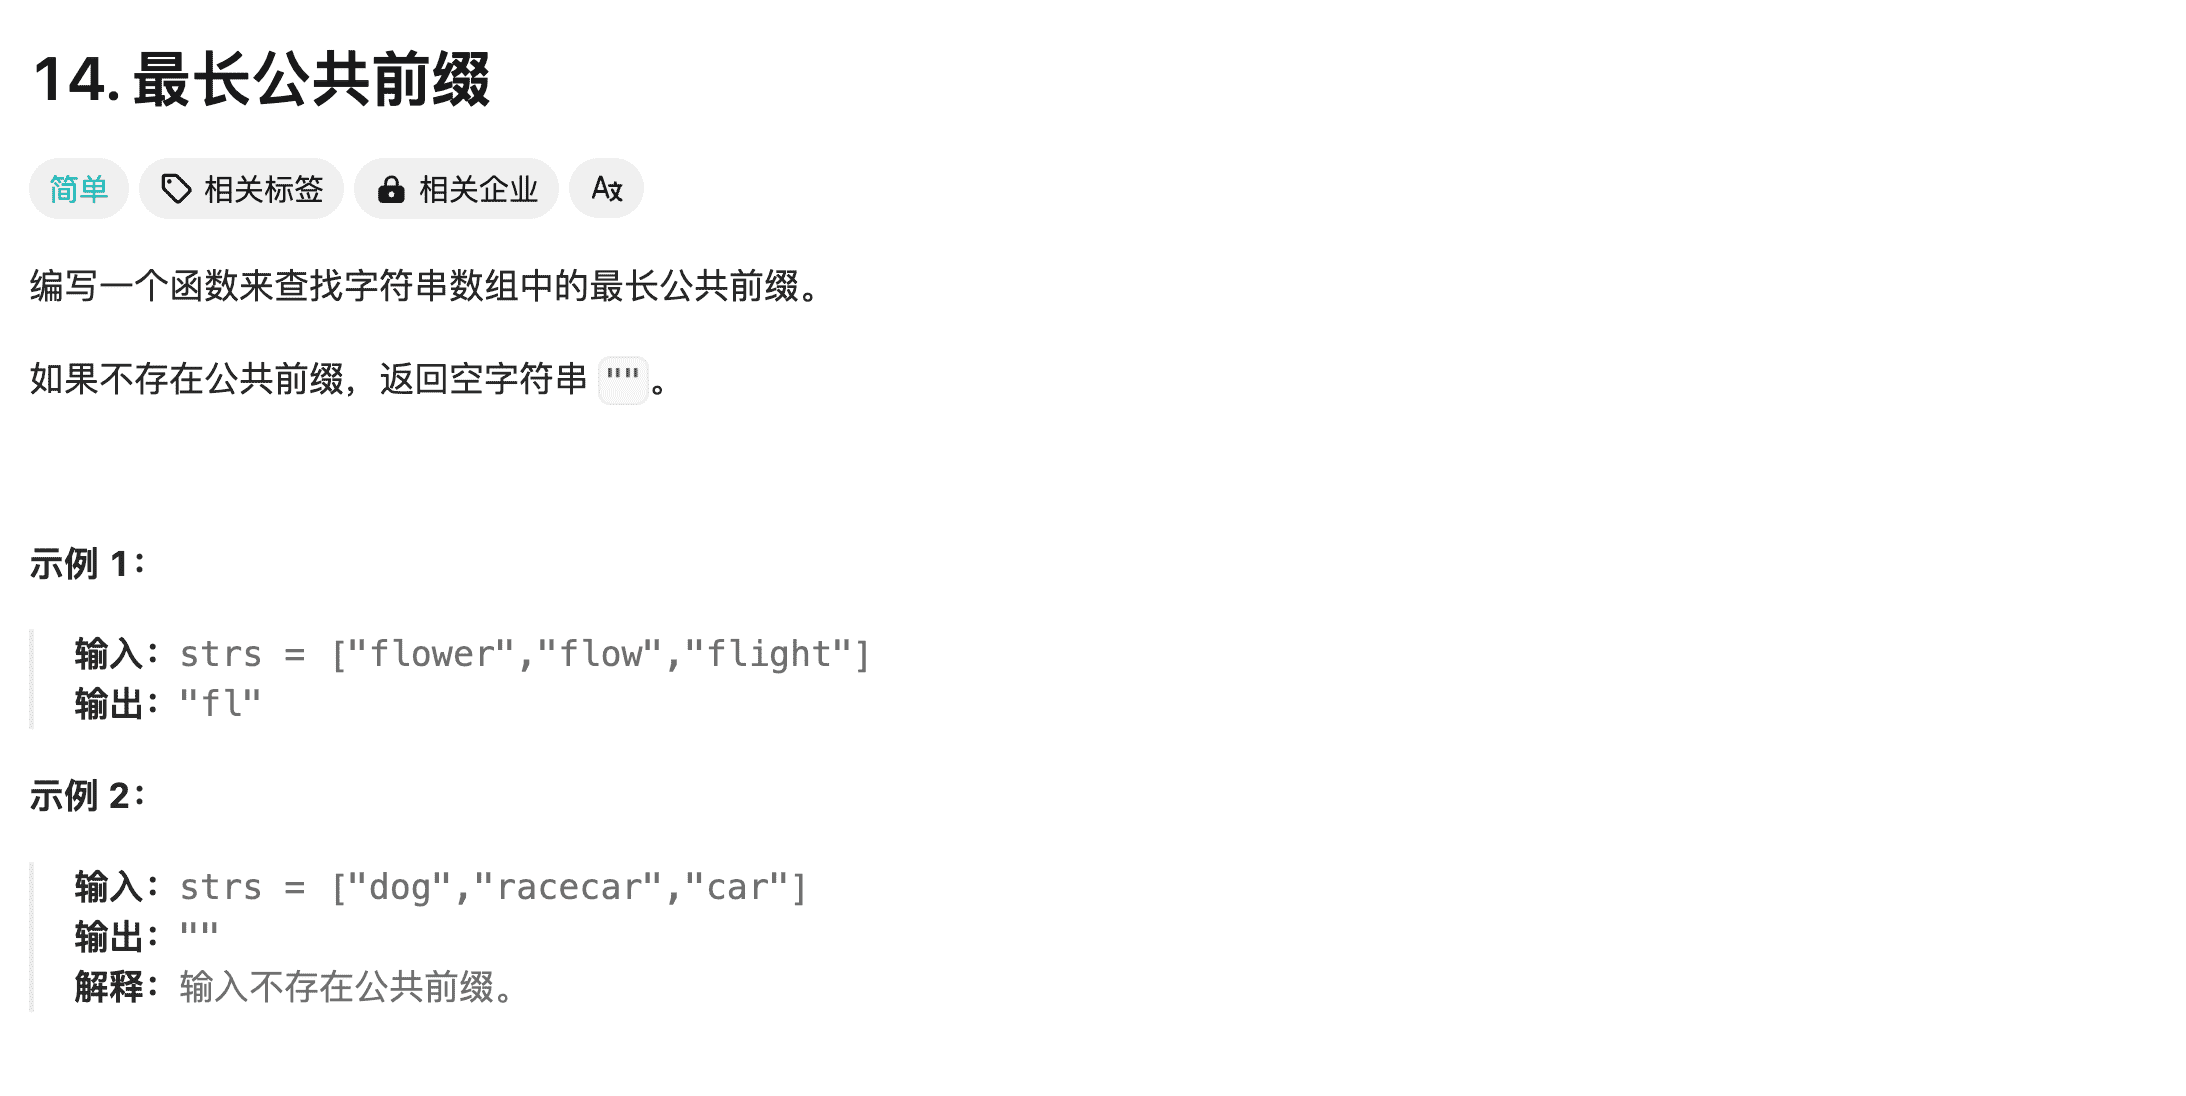 14. 最长公共前缀
简单 相关标签 相关企业 A文
编写一个函数来查找字符串数组中的最长公共前缀。
如果不存在公共前缀，返回空字符串 ""。
示例 1：
输入：strs = ["flower","flow","flight"]
输出："fl"
示例 2：
输入：strs = ["dog","racecar","car"]
输出：""
解释：输入不存在公共前缀。